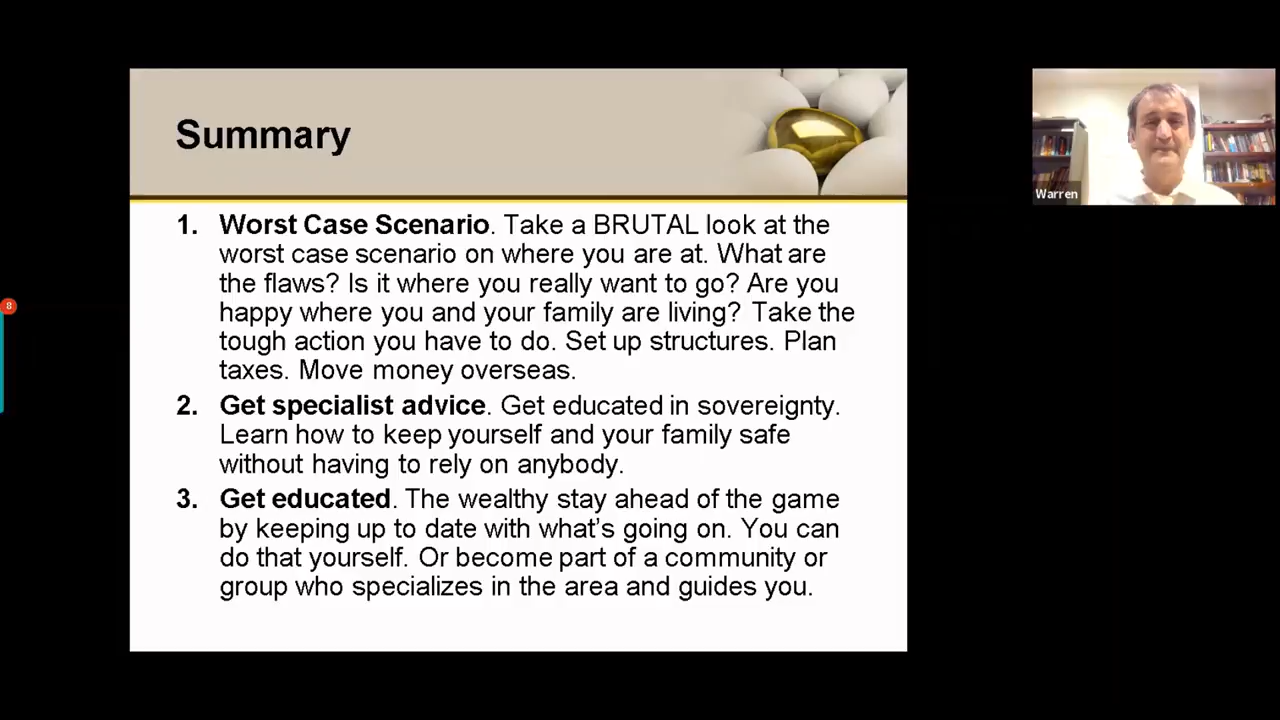 Summary
Warren
1. Worst Case Scenario. Take a BRUTAL look at the
worst case scenario on where you are at. What are
the flaws? Is it where you really want to go? Are you
happy where you and your family are living? Take the
tough action you have to do. Set up structures. Plan
taxes. Move money overseas.
2. Get specialist advice. Get educated in sovereignty.
Learn how to keep yourself and your family safe
without having to rely on anybody.
3. Get educated. The wealthy stay ahead of the game
by keeping up to date with what's going on. You can
do that yourself. Or become part of a community or
group who specializes in the area and guides you.
8